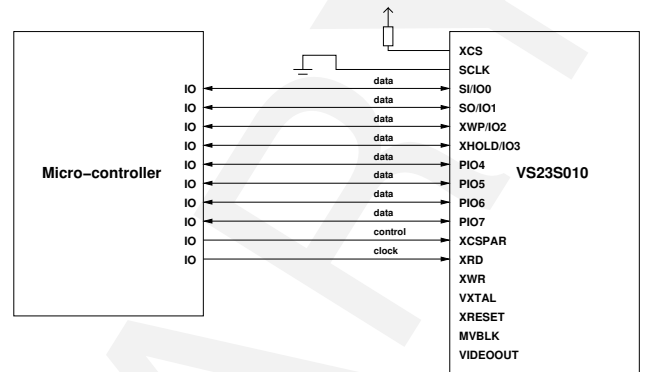 XCS
SCLK
IO data SI/IO0
IO data SO/IO1
IO data XWP/IO2
IO data XHOLD/IO3
Micro-controller IO data PIO4 VS23S010
IO data PIO5
IO data PIO6
IO data PIO7
IO control XCSPAR
IO clock XRD
XWR
VXTAL
XRESET
MVBLK
VIDEOOUT